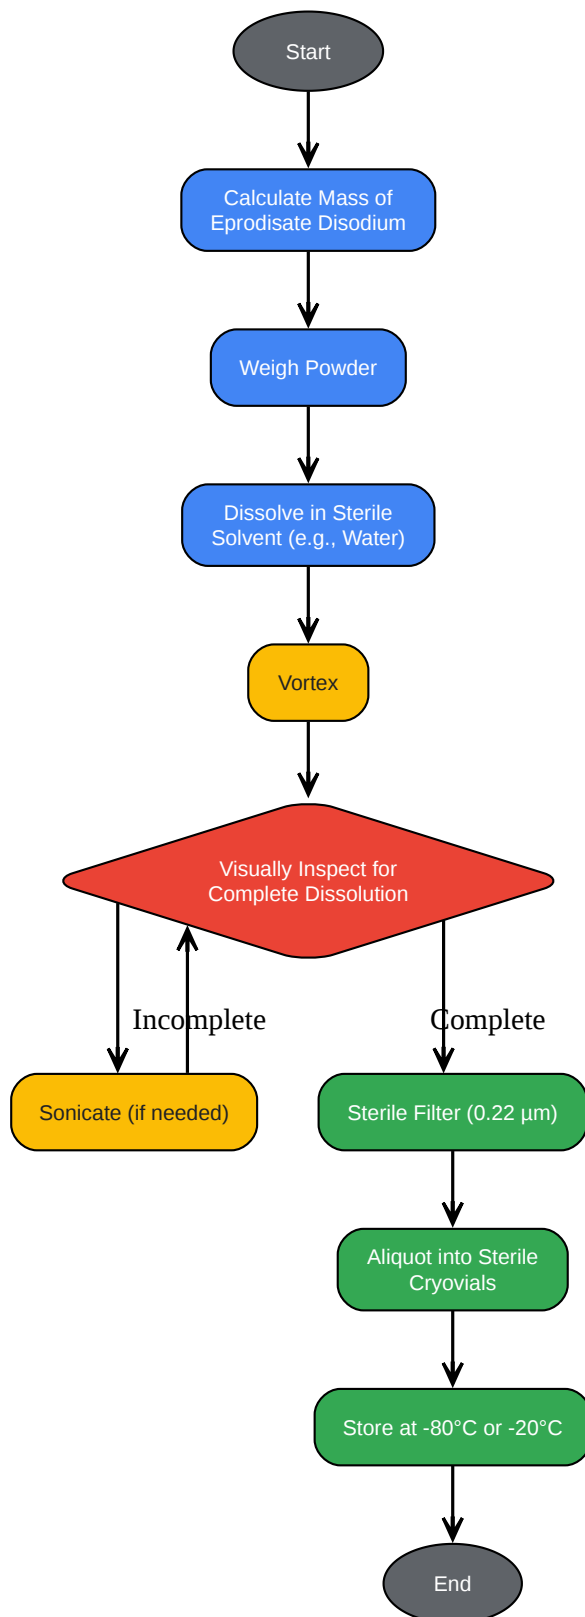 Start
Calculate Mass of
Eprodisate Disodium
Weigh Powder
Dissolve in Sterile
Solvent (e.g., Water)
Vortex
Visually Inspect for
Complete Dissolution
Incomplete
Complete
Sonicate (if needed)
Sterile Filter (0.22 µm)
Aliquot into Sterile
Cryovials
Store at -80°C or -20°C
End